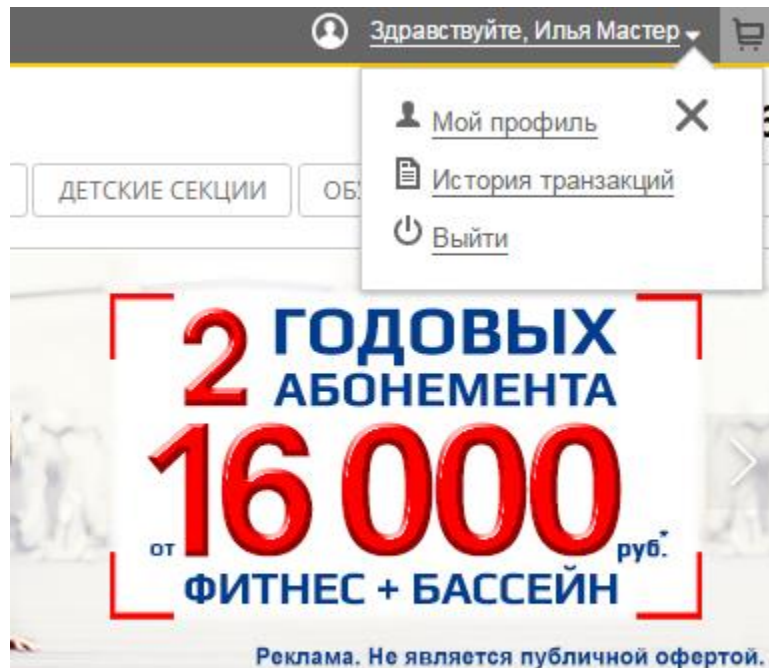 Здравствуйте, Илья Мастер
Мой профиль
История транзакций
Выйти
ДЕТСКИЕ СЕКЦИИ
2 ГОДОВЫХ
АБОНЕМЕНТА
от 16 000 руб.*
ФИТНЕС + БАССЕЙН
Реклама. Не является публичной офертой.